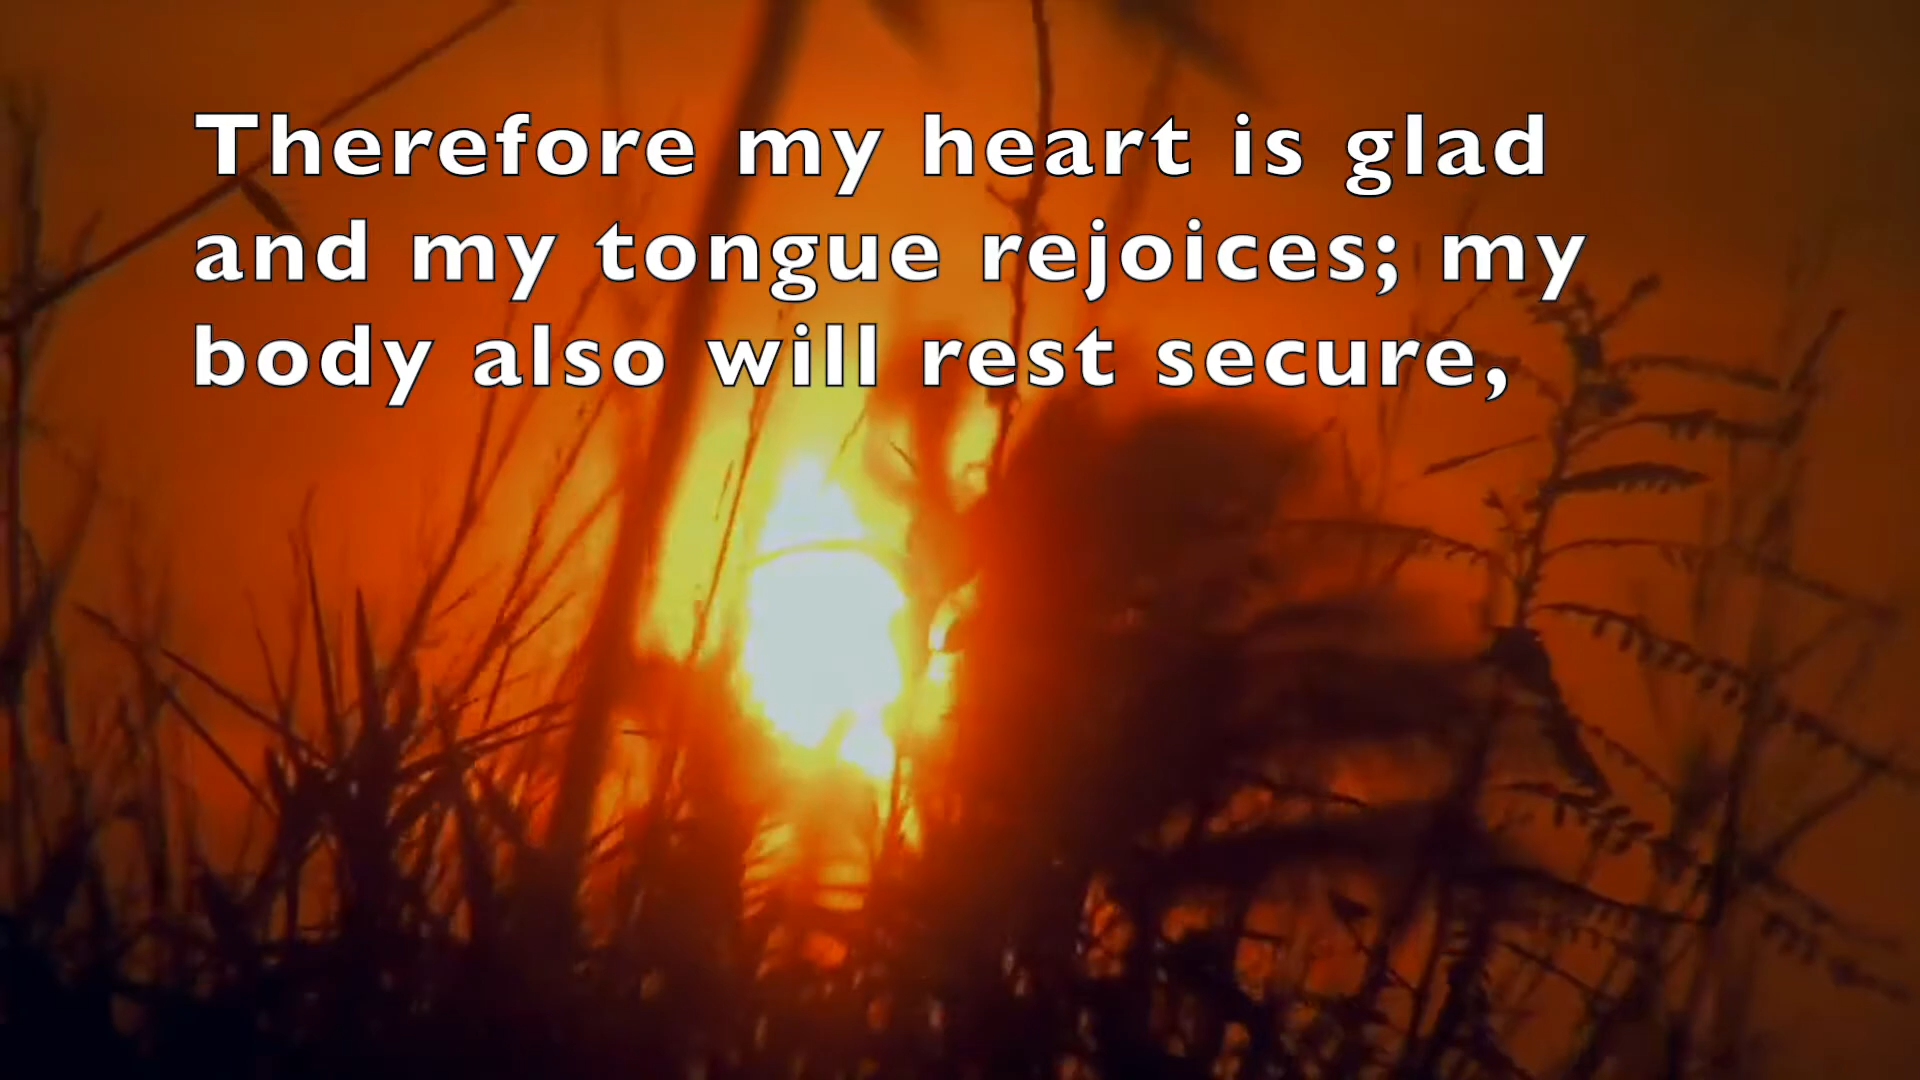 Therefore my heart is glad
and my tongue rejoices; my
body also will rest secure,